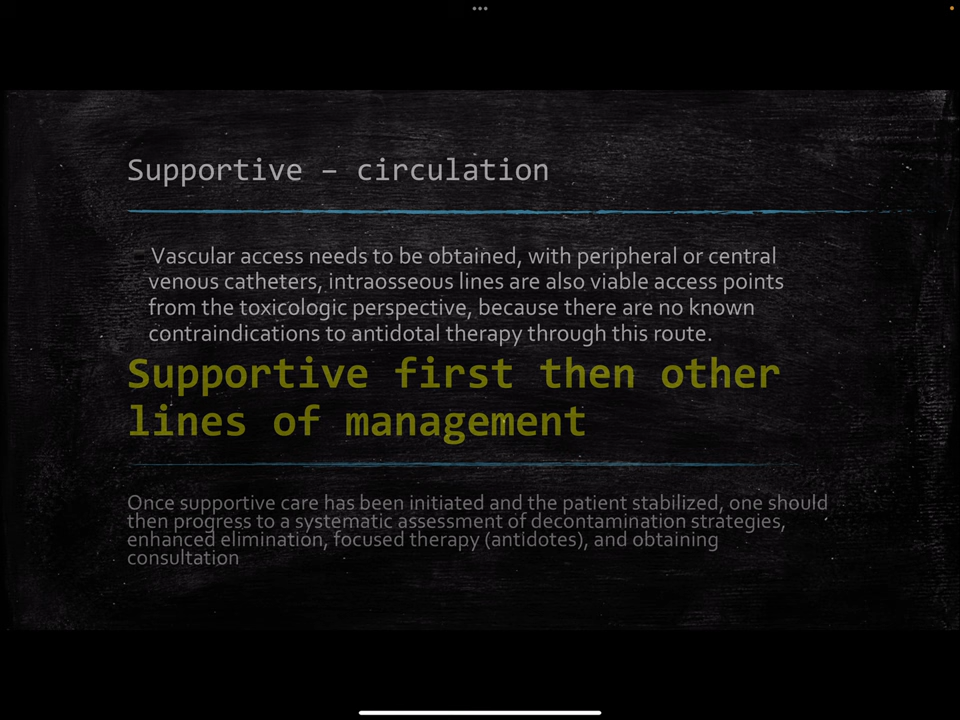 Supportive – circulation
Vascular access needs to be obtained, with peripheral or central
venous catheters, intraosseous lines are also viable access points
from the toxicologic perspective, because there are no known
contraindications to antidotal therapy through this route.
Supportive first then other
lines of management
Once supportive care has been initiated and the patient stabilized, one should
then progress to a systematic assessment of decontamination strategies,
enhanced elimination, focused therapy (antidotes), and obtaining
consultation